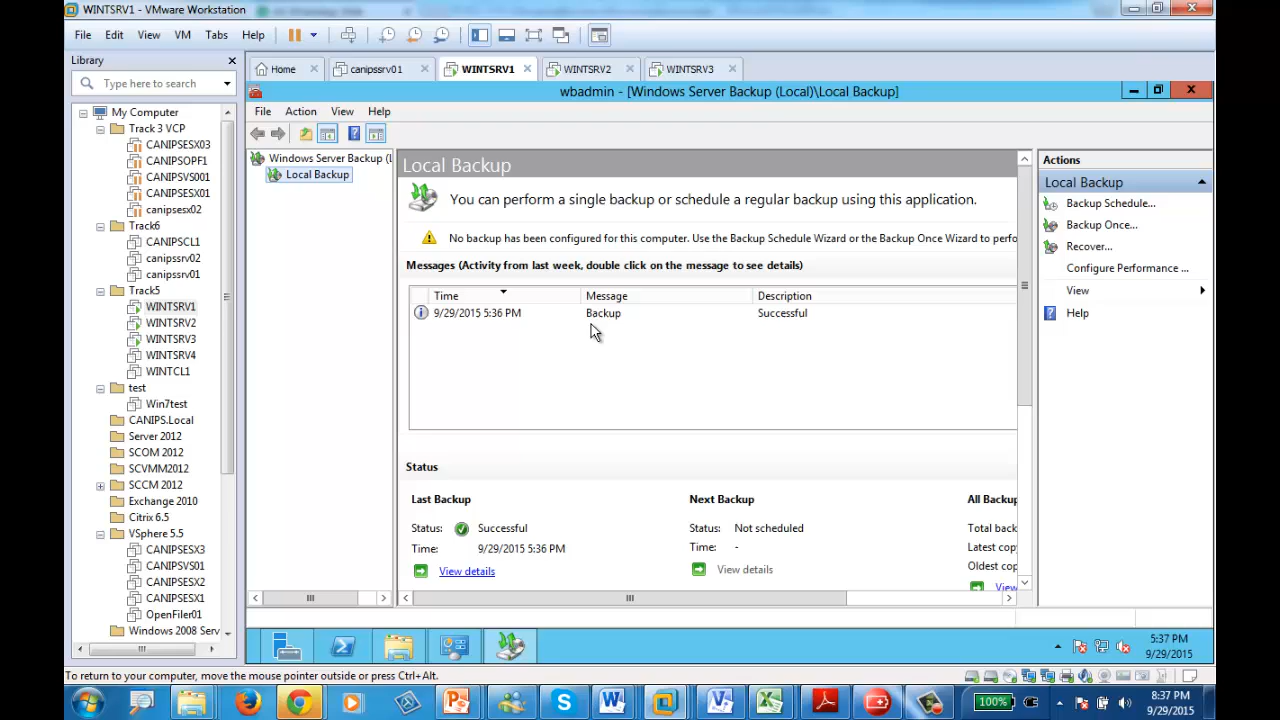 WINTSRV1 - VMware Workstation
File Edit View VM Tabs Help
Library
Type here to search
My Computer
Track 3 VCP
CANIPSESX03
CANIPSOPF1
CANIPSVS001
CANIPSESX01
canipsesx02
Track6
CANIPSCL1
canipssrv02
canipssrv01
Track5
WINTSRV1
WINTSRV2
WINTSRV3
WINTSRV4
WINTCL1
test
Win7test
CANIPS.Local
Server 2012
SCOM 2012
SCVMM2012
SCCM 2012
Exchange 2010
Citrix 6.5
VSphere 5.5
CANIPSESX3
CANIPSVS01
CANIPSESX2
CANIPSESX1
OpenFiler01
Windows 2008 Serv
Home canipssrv01 WINTSRV1 WINTSRV2 WINTSRV3
wbadmin - [Windows Server Backup (Local)\Local Backup]
File Action View Help
Windows Server Backup (L
Local Backup
Local Backup
You can perform a single backup or schedule a regular backup using this application.
No backup has been configured for this computer. Use the Backup Schedule Wizard or the Backup Once Wizard to perfo
Messages (Activity from last week, double click on the message to see details)
Time Message Description
9/29/2015 5:36 PM Backup Successful
Status
Last Backup Next Backup All Backup
Status: Successful Status: Not scheduled Total back
Time: 9/29/2015 5:36 PM Time: - Latest cop
View details View details Oldest cop
View
Actions
Local Backup
Backup Schedule...
Backup Once...
Recover...
Configure Performance ...
View
Help
5:37 PM
9/29/2015
To return to your computer, move the mouse pointer outside or press Ctrl+Alt.
100%
8:37 PM
9/29/2015